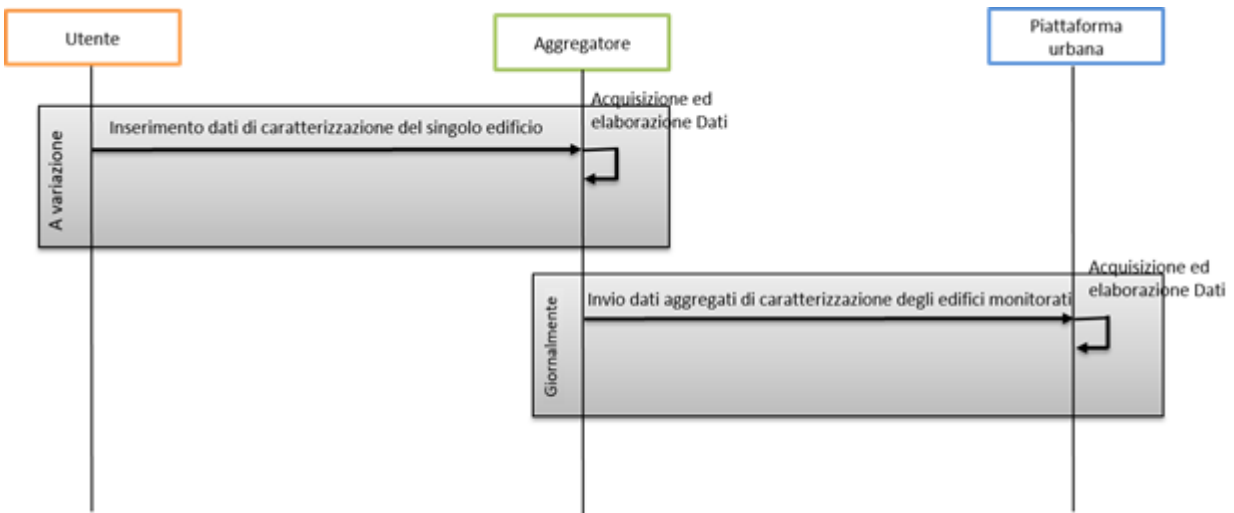 Utente
Aggregatore
Piattaforma
urbana
Acquisizione ed
elaborazione Dati
Inserimento dati di caratterizzazione del singolo edificio
A variazione
Acquisizione ed
elaborazione Dati
Invio dati aggregati di caratterizzazione degli edifici monitorati
Giornalmente